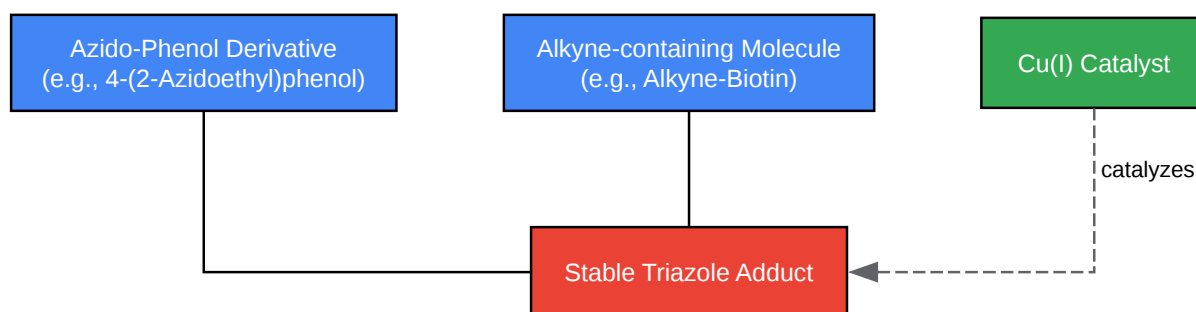 Azido-Phenol Derivative
(e.g., 4-(2-Azidoethyl)phenol)
Alkyne-containing Molecule
(e.g., Alkyne-Biotin)
Cu(I) Catalyst
catalyzes
Stable Triazole Adduct